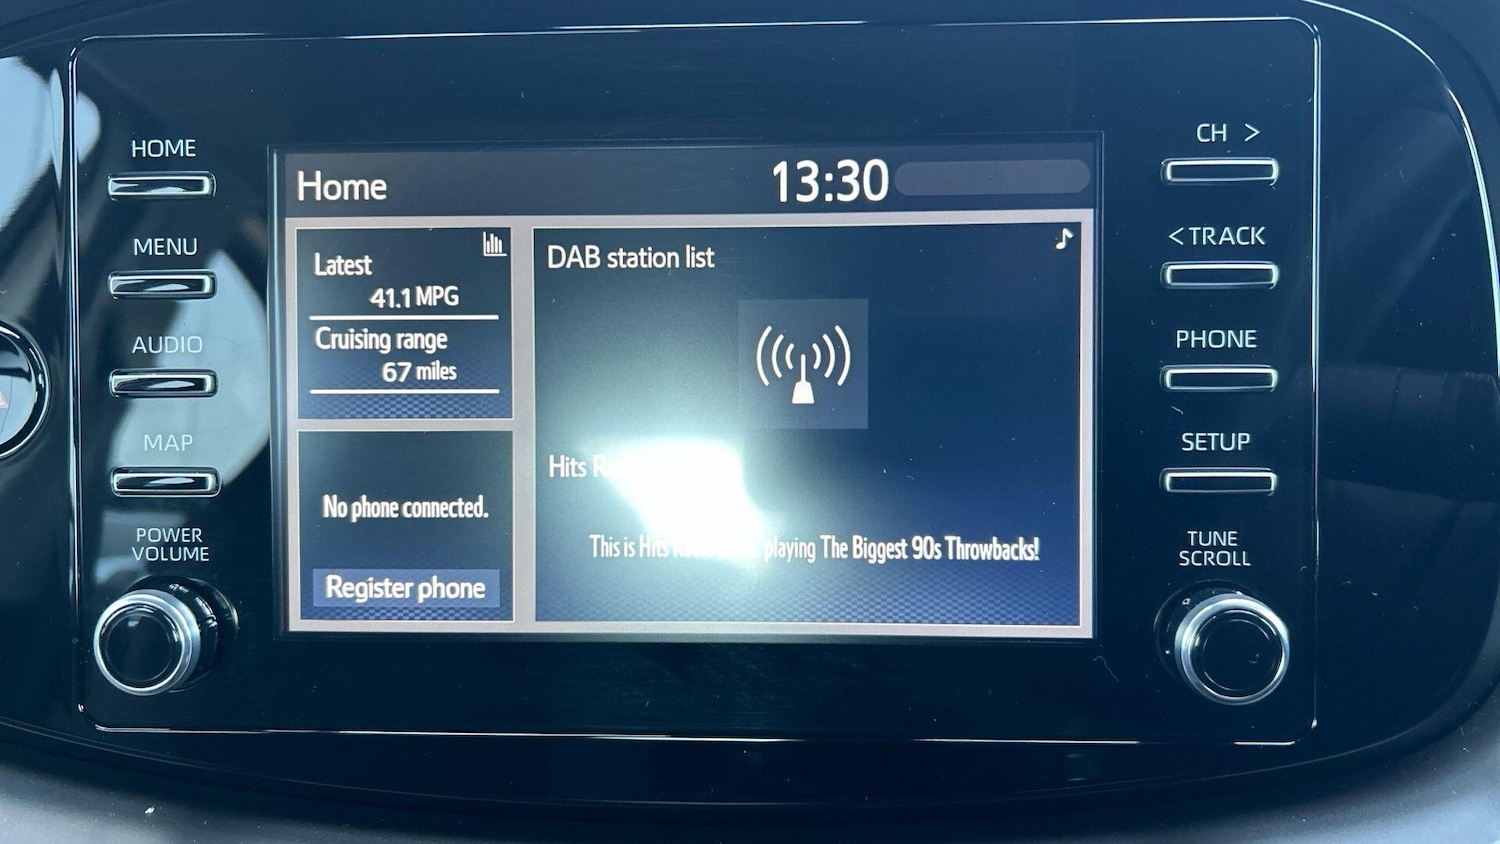 HOME
MENU
AUDIO
MAP
POWER
VOLUME
Home
13:30
Latest
41.1 MPG
Cruising range
67 miles
No phone connected.
Register phone
DAB station list
Hits
This is Hits playing The Biggest 90s Throwbacks!
CH >
< TRACK
PHONE
SETUP
TUNE
SCROLL